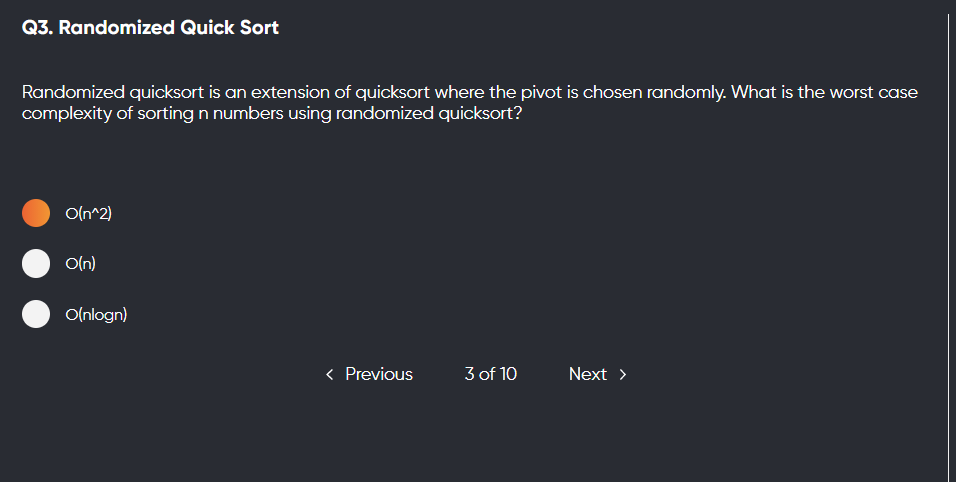 Q3. Randomized Quick Sort
Randomized quicksort is an extension of quicksort where the pivot is chosen randomly. What is the worst case
complexity of sorting n numbers using randomized quicksort?
O(n^2)
O(n)
O(nlogn)
< Previous 3 of 10 Next >